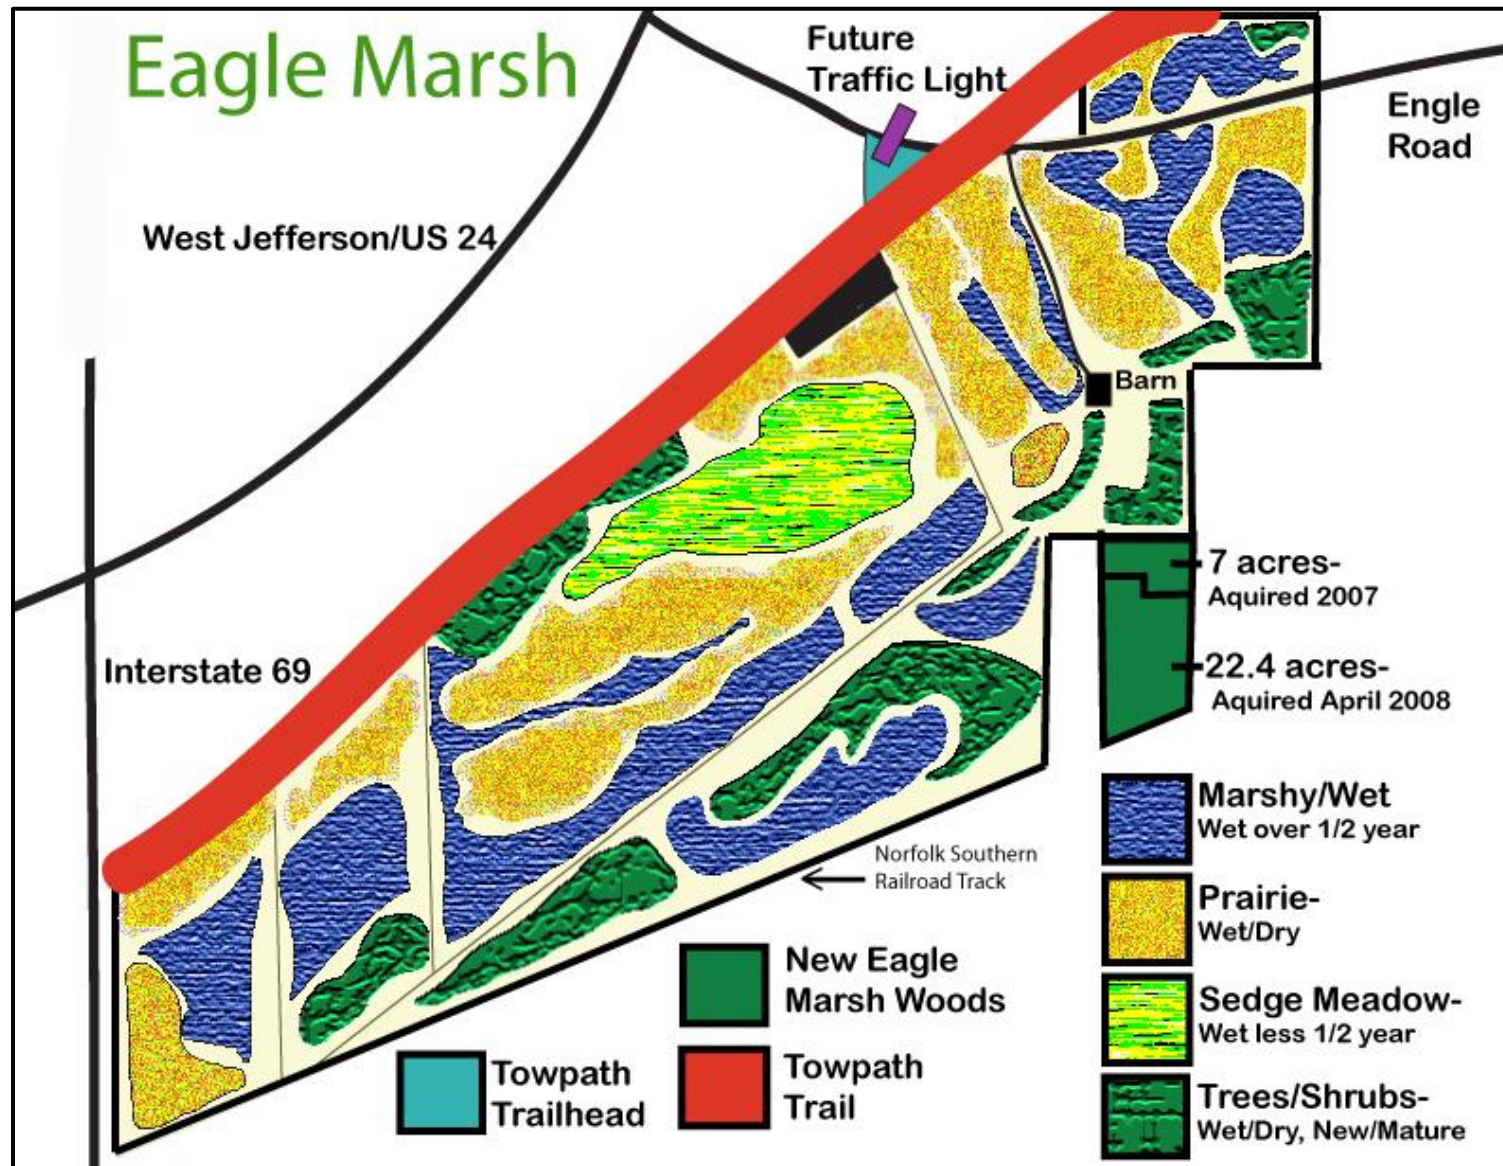 Eagle Marsh
Future
Traffic Light
Engle
Road
West Jefferson/US 24
Barn
7 acres-
Aquired 2007
Interstate 69
22.4 acres-
Aquired April 2008
Norfolk Southern
Railroad Track
Marshy/Wet
Wet over 1/2 year
Prairie-
Wet/Dry
New Eagle
Marsh Woods
Sedge Meadow-
Wet less 1/2 year
Towpath
Trailhead
Towpath
Trail
Trees/Shrubs-
Wet/Dry, New/Mature